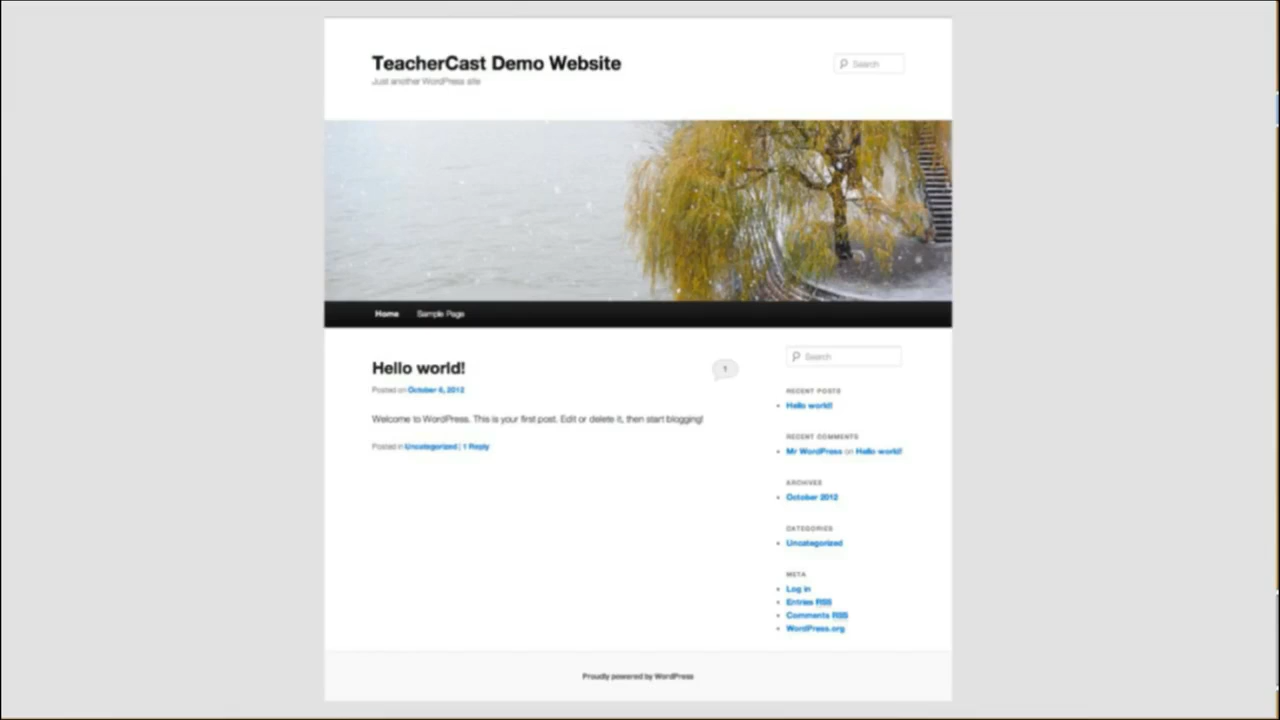 TeacherCast Demo Website
Just another WordPress site
Search
Home Sample Page
Hello world!
1
Posted on October 6, 2012
Welcome to WordPress. This is your first post. Edit or delete it, then start blogging!
Posted in Uncategorized | 1 Reply
Search
RECENT POSTS
Hello world!
RECENT COMMENTS
Mr WordPress on Hello world!
ARCHIVES
October 2012
CATEGORIES
Uncategorized
META
Log in
Entries RSS
Comments RSS
WordPress.org
Proudly powered by WordPress